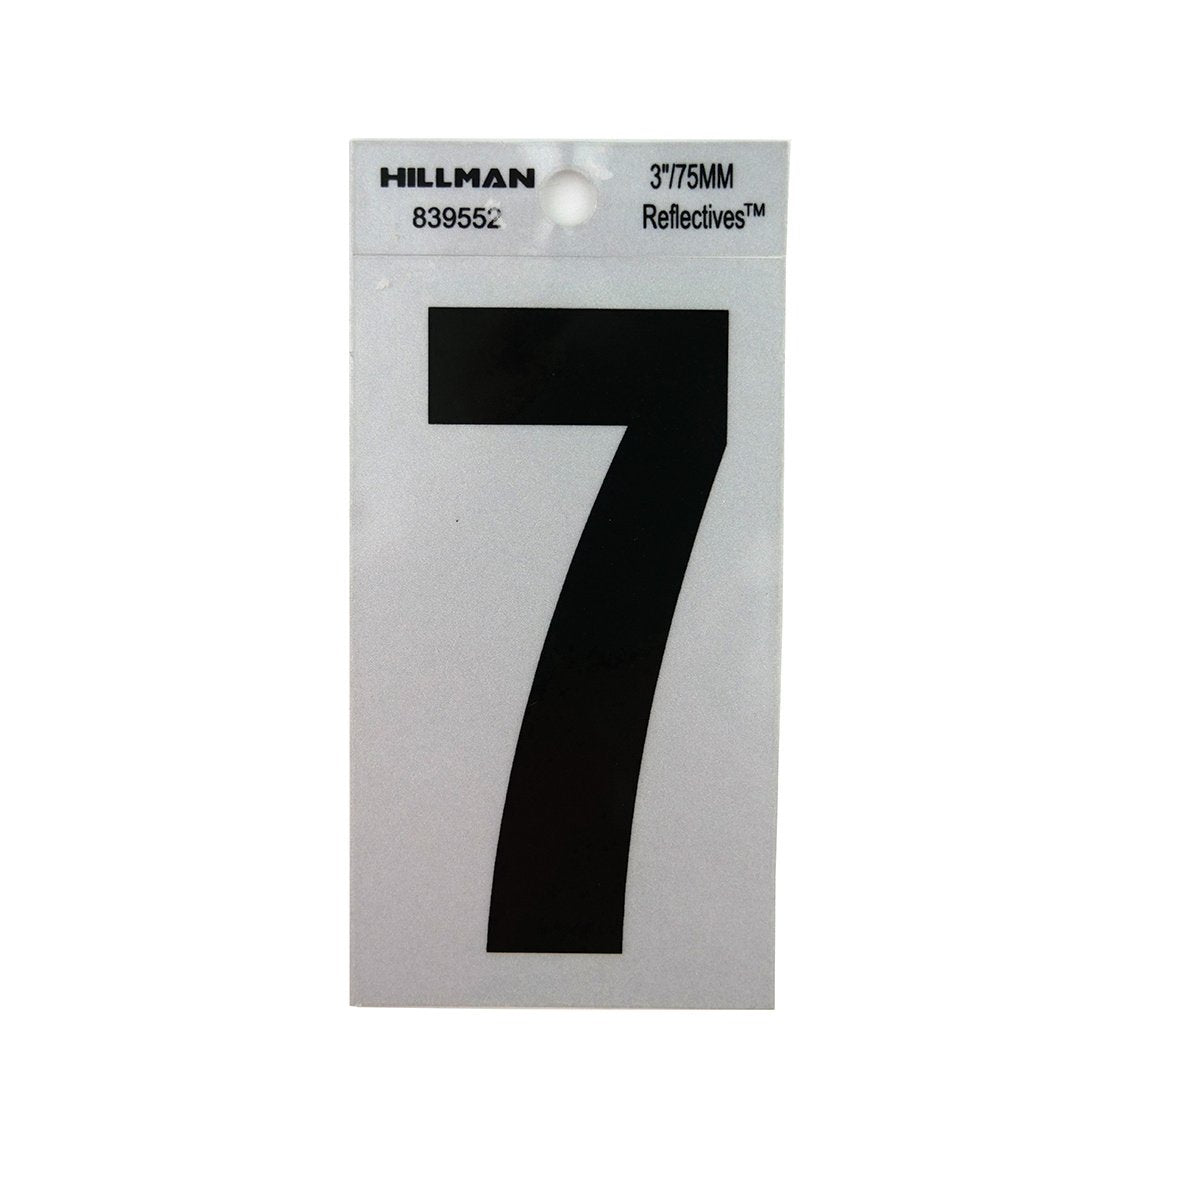 HILLMAN
839552
3"/75MM
Reflectives™
7